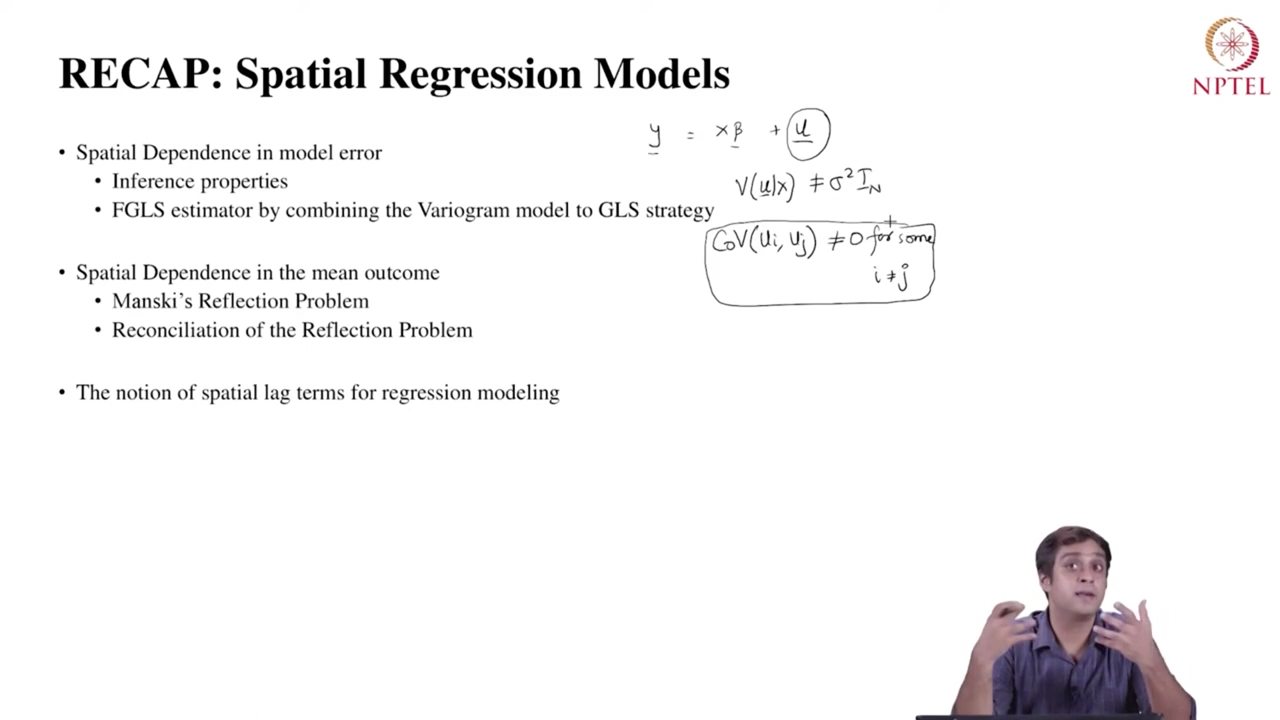 RECAP: Spatial Regression Models
NPTEL
• Spatial Dependence in model error
• Inference properties
• FGLS estimator by combining the Variogram model to GLS strategy
• Spatial Dependence in the mean outcome
• Manski's Reflection Problem
• Reconciliation of the Reflection Problem
• The notion of spatial lag terms for regression modeling
y = xβ + u
V(u|x) ≠ σ² I_N
CoV(ui, uj) ≠ 0 for some
i ≠ j